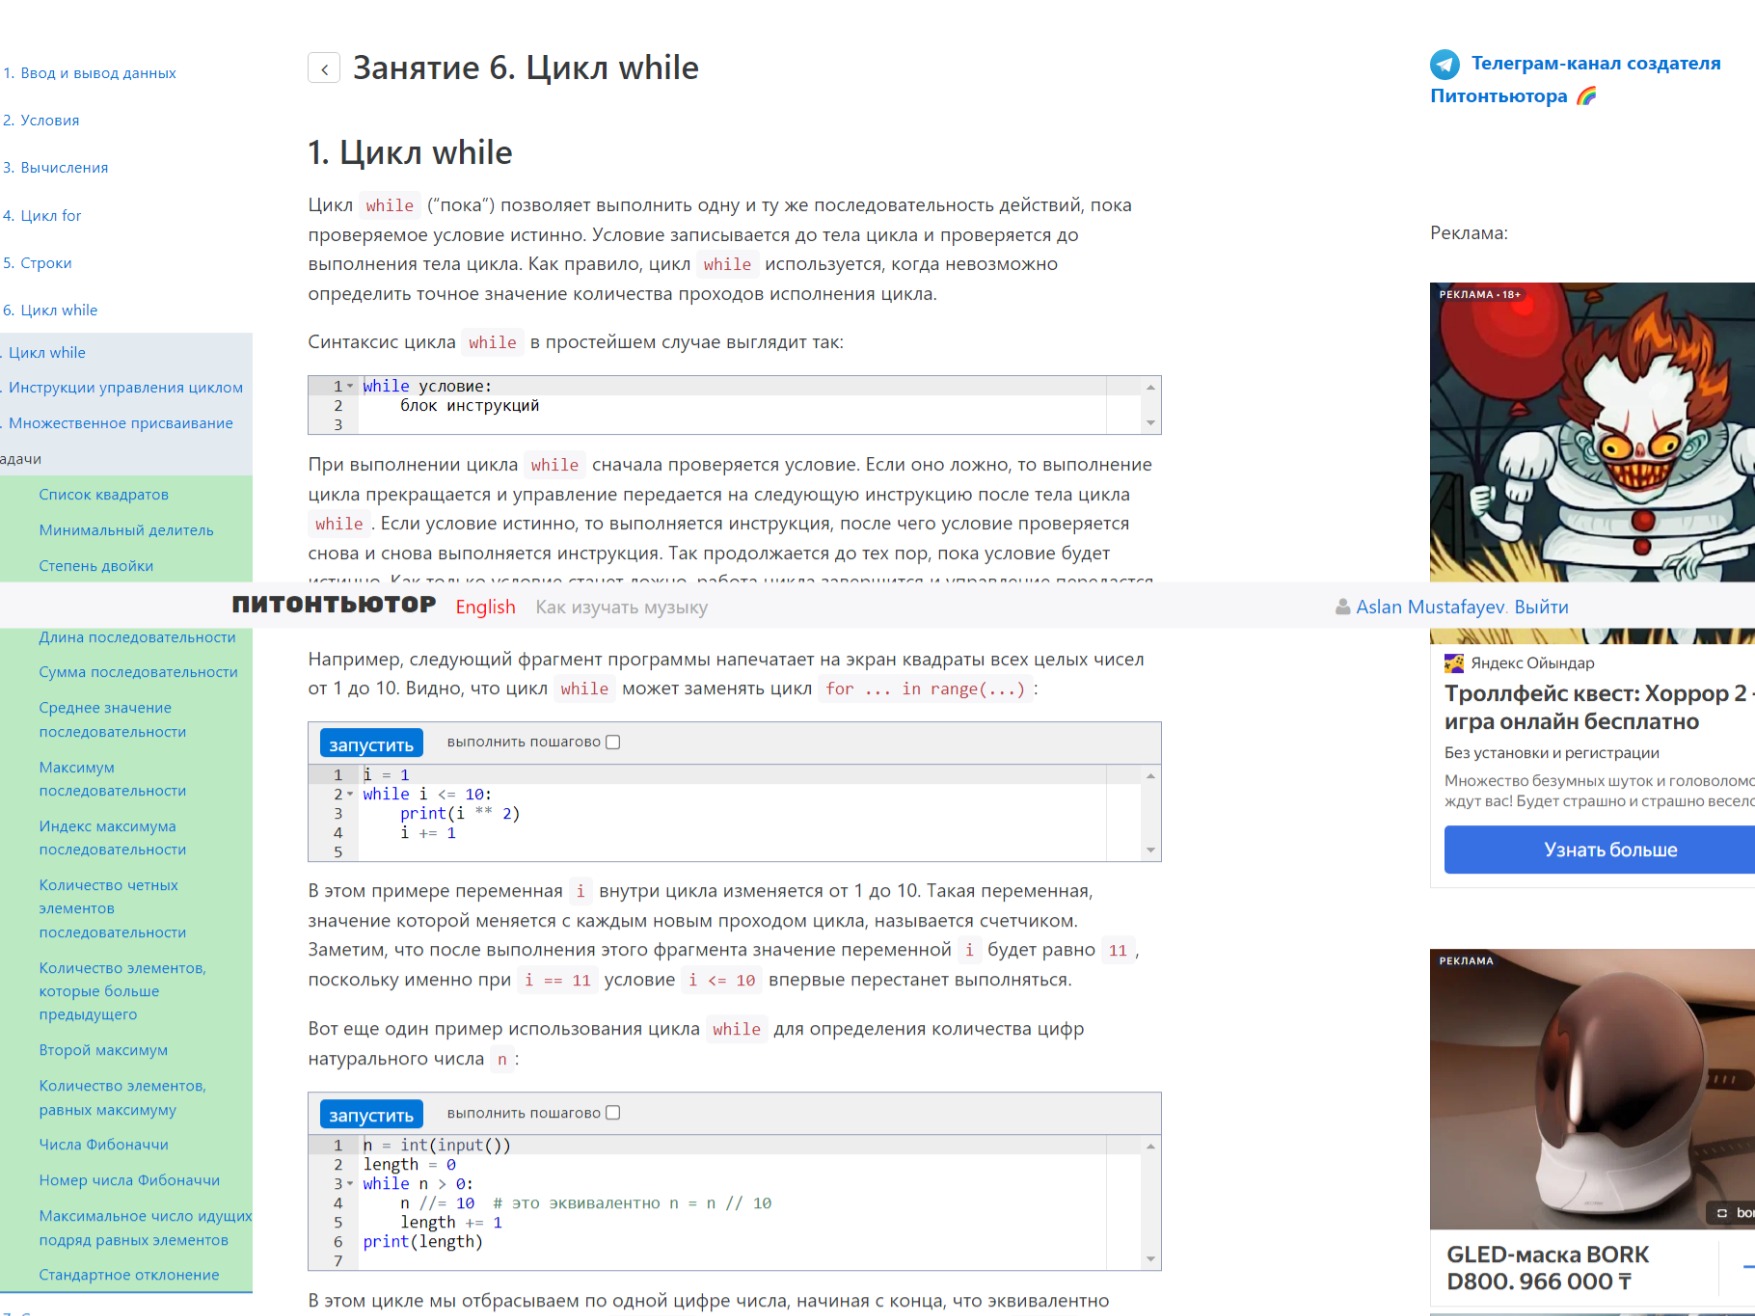 1. Ввод и вывод данных
2. Условия
3. Вычисления
4. Цикл for
5. Строки
6. Цикл while
. Цикл while
. Инструкции управления циклом
. Множественное присваивание
адачи
Список квадратов
Минимальный делитель
Степень двойки
Длина последовательности
Сумма последовательности
Среднее значение
последовательности
Максимум
последовательности
Индекс максимума
последовательности
Количество четных
элементов
последовательности
Количество элементов,
которые больше
предыдущего
Второй максимум
Количество элементов,
равных максимуму
Числа Фибоначчи
Номер числа Фибоначчи
Максимальное число идущих
подряд равных элементов
Стандартное отклонение
Занятие 6. Цикл while
1. Цикл while
Цикл while (“пока”) позволяет выполнить одну и ту же последовательность действий, пока
проверяемое условие истинно. Условие записывается до тела цикла и проверяется до
выполнения тела цикла. Как правило, цикл while используется, когда невозможно
определить точное значение количества проходов исполнения цикла.
Синтаксис цикла while в простейшем случае выглядит так:
1 while условие:
2 блок инструкций
3
При выполнении цикла while сначала проверяется условие. Если оно ложно, то выполнение
цикла прекращается и управление передается на следующую инструкцию после тела цикла
while . Если условие истинно, то выполняется инструкция, после чего условие проверяется
снова и снова выполняется инструкция. Так продолжается до тех пор, пока условие будет
истинно. Как только условие станет ложно, работа цикла завершится и управление передастся
ПИТОНТЬЮТОР English Как изучать музыку
Aslan Mustafayev. Выйти
Например, следующий фрагмент программы напечатает на экран квадраты всех целых чисел
от 1 до 10. Видно, что цикл while может заменять цикл for ... in range(...) :
запустить выполнить пошагово
1 i = 1
2 while i <= 10:
3 print(i ** 2)
4 i += 1
5
В этом примере переменная i внутри цикла изменяется от 1 до 10. Такая переменная,
значение которой меняется с каждым новым проходом цикла, называется счетчиком.
Заметим, что после выполнения этого фрагмента значение переменной i будет равно 11 ,
поскольку именно при i == 11 условие i <= 10 впервые перестанет выполняться.
Вот еще один пример использования цикла while для определения количества цифр
натурального числа n :
запустить выполнить пошагово
1 n = int(input())
2 length = 0
3 while n > 0:
4 n //= 10 # это эквивалентно n = n // 10
5 length += 1
6 print(length)
7
В этом цикле мы отбрасываем по одной цифре числа, начиная с конца, что эквивалентно
Телеграм-канал создателя
Питонтьютора
Реклама:
РЕКЛАМА • 18+
Яндекс Ойындар
Троллфейс квест: Хоррор 2 -
игра онлайн бесплатно
Без установки и регистрации
Множество безумных шуток и головоломо
ждут вас! Будет страшно и страшно весело
Узнать больше
РЕКЛАМА
bor
GLED-маска BORK
D800. 966 000 ₸